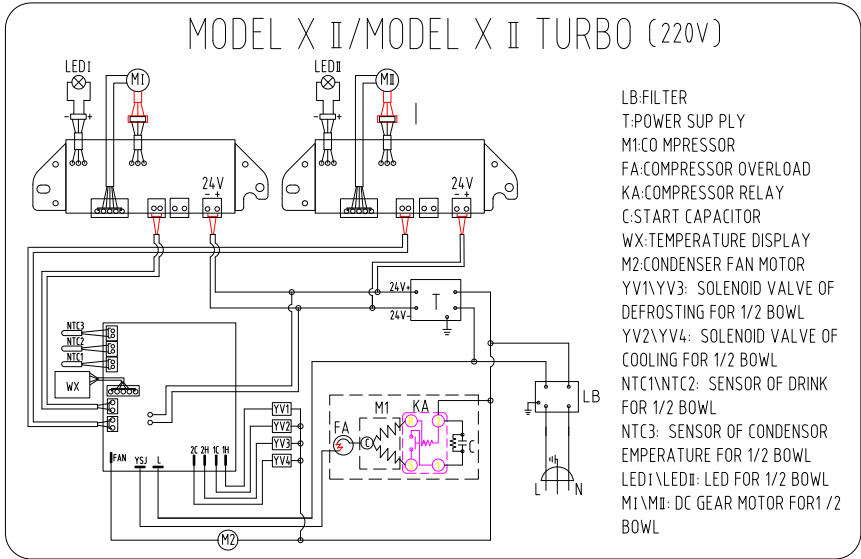 MODEL X Ⅱ/MODEL X Ⅱ TURBO (220V)
LEDⅠ
MⅠ
- +
24V
- +
LEDⅡ
MⅡ
- +
24V
- +
LB:FILTER
T:POWER SUP PLY
M1:CO MPRESSOR
FA:COMPRESSOR OVERLOAD
KA:COMPRESSOR RELAY
C:START CAPACITOR
WX:TEMPERATURE DISPLAY
M2:CONDENSER FAN MOTOR
YV1\YV3: SOLENOID VALVE OF
DEFROSTING FOR 1/2 BOWL
YV2\YV4: SOLENOID VALVE OF
COOLING FOR 1/2 BOWL
NTC1\NTC2: SENSOR OF DRINK
FOR 1/2 BOWL
NTC3: SENSOR OF CONDENSOR
EMPERATURE FOR 1/2 BOWL
LEDⅠ\LEDⅡ: LED FOR 1/2 BOWL
MⅠ\MⅡ: DC GEAR MOTOR FOR1 /2
BOWL
24V+
24V-
T
NTC3
NTC2
NTC1
WX
FAN
YSJ
L
2C 2H 1C 1H
YV1
YV2
YV3
YV4
M1
KA
FA
C
C
LB
L
N
M2